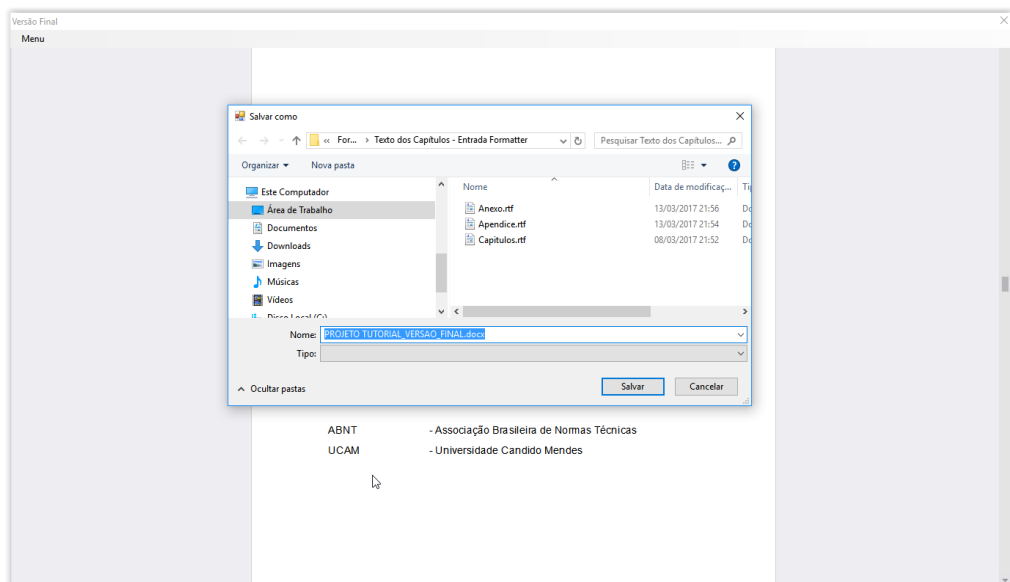 Versão Final
Menu
Salvar como
« For... > Texto dos Capítulos - Entrada Formatter
Pesquisar Texto dos Capítulos...
Organizar
Nova pasta
Este Computador
Área de Trabalho
Documentos
Downloads
Imagens
Músicas
Vídeos
Disco Local (C:)
Nome
Data de modificaç...
Anexo.rtf 13/03/2017 21:56
Apendice.rtf 13/03/2017 21:54
Capitulos.rtf 08/03/2017 21:52
Nome: PROJETO TUTORIAL_VERSAO_FINAL.docx
Tipo:
Ocultar pastas
Salvar
Cancelar
ABNT - Associação Brasileira de Normas Técnicas
UCAM - Universidade Candido Mendes